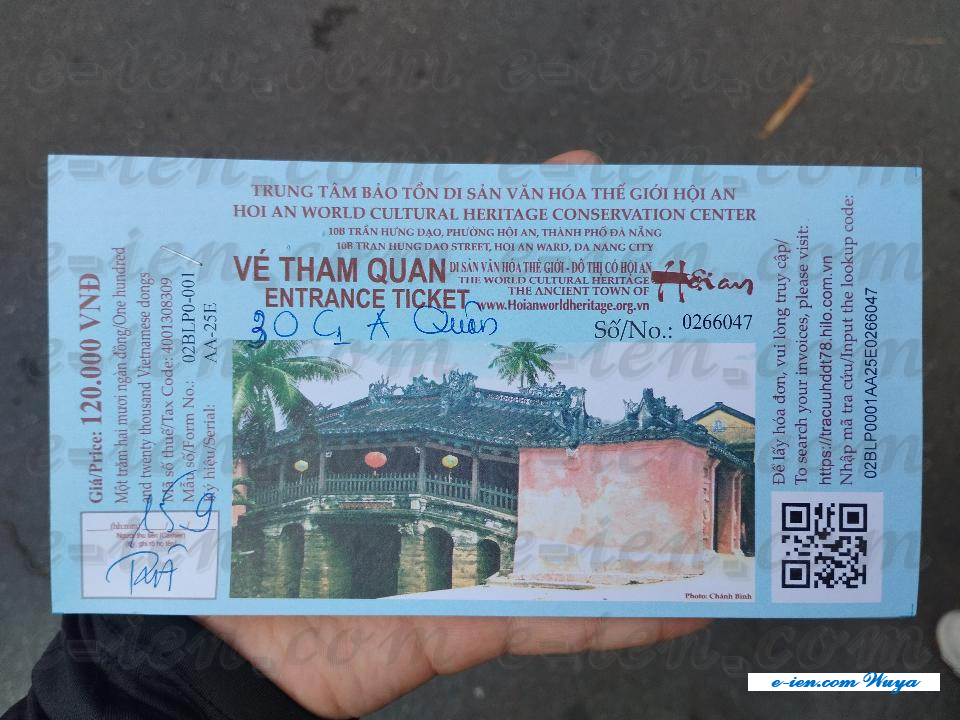 TRUNG TÂM BẢO TỒN DI SẢN VĂN HÓA THẾ GIỚI HỘI AN
HOI AN WORLD CULTURAL HERITAGE CONSERVATION CENTER
10B TRẦN HƯNG ĐẠO, PHƯỜNG HỘI AN, THÀNH PHỐ ĐÀ NẴNG
10B TRAN HUNG DAO STREET, HOI AN WARD, DA NANG CITY
VÉ THAM QUAN
ENTRANCE TICKET
DI SẢN VĂN HÓA THẾ GIỚI - ĐÔ THỊ CỔ HỘI AN
THE WORLD CULTURAL HERITAGE
THE ANCIENT TOWN OF
www.Hoianworldheritage.org.vn
Hội an
Số/No.: 0266047
Giá/Price: 120.000 VNĐ
Một trăm hai mươi ngàn đồng/One hundred
and twenty thousand Vietnamese dongs
Mã số thuế/Tax Code: 4001308309
Mẫu số/Form No.: 02BLP0-001
Ký hiệu/Serial: AA-25E
15 9
Người thu tiền (Cashier)
Photo: Chánh Bình
Để lấy hóa đơn, vui lòng truy cập/
To search your invoices, please visit:
https://tracuuhddt78.hilo.com.vn
Nhập mã tra cứu/Input the lookup code:
02BLP0001AA25E0266047
e-ien.com Wuya